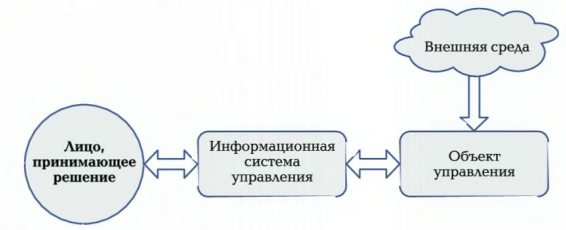 Внешняя среда
Лицо,
принимающее
решение
Информационная
система
управления
Объект
управления